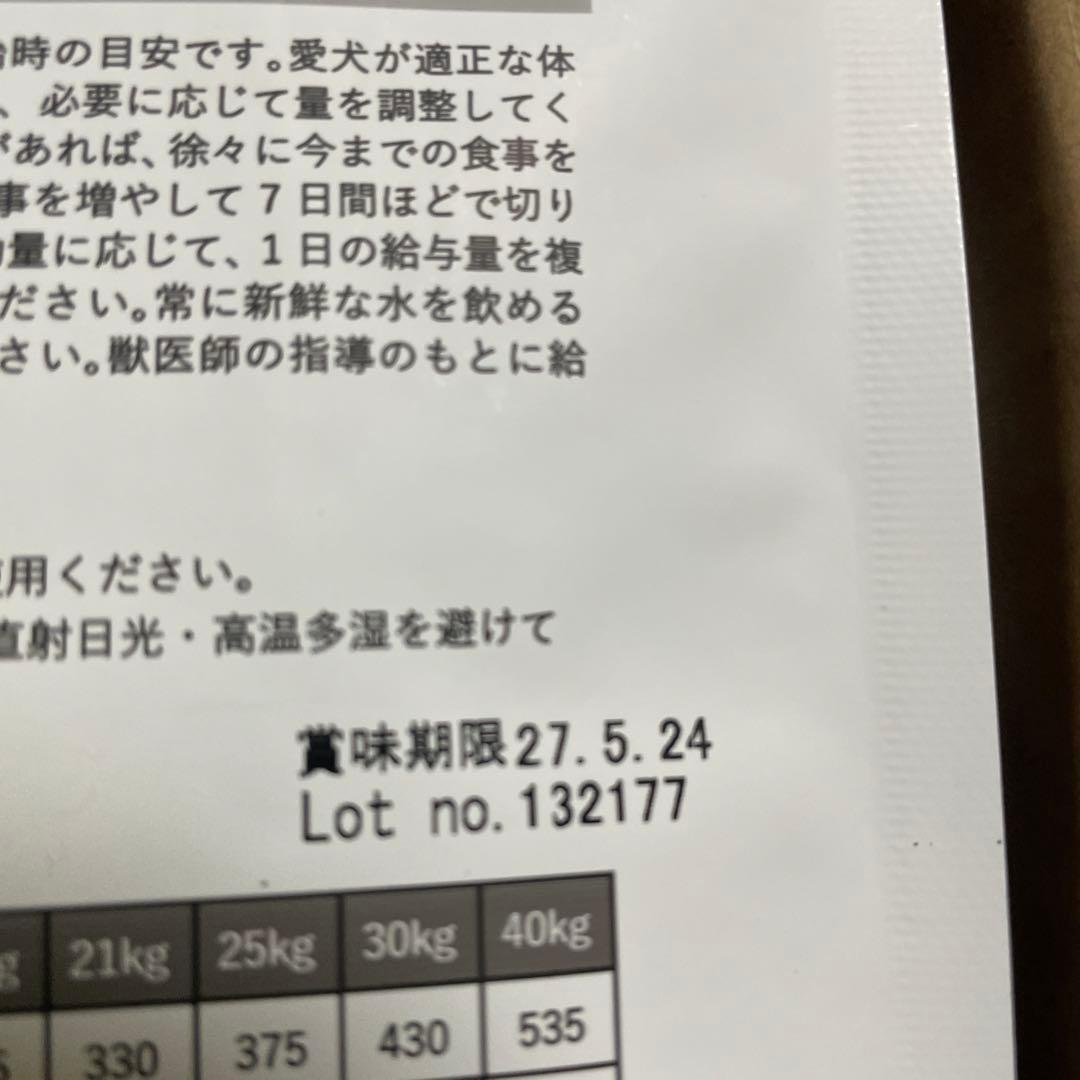 時の目安です。愛犬が適正な体
、必要に応じて量を調整してく
があれば、徐々に今までの食事を
事を増やして７日間ほどで切り
量に応じて、１日の給与量を複
ださい。常に新鮮な水を飲める
さい。獣医師の指導のもとに給
用ください。
直射日光・高温多湿を避けて
賞味期限27.5.24
Lot no.132177
g 21kg 25kg 30kg 40kg
330 375 430 535